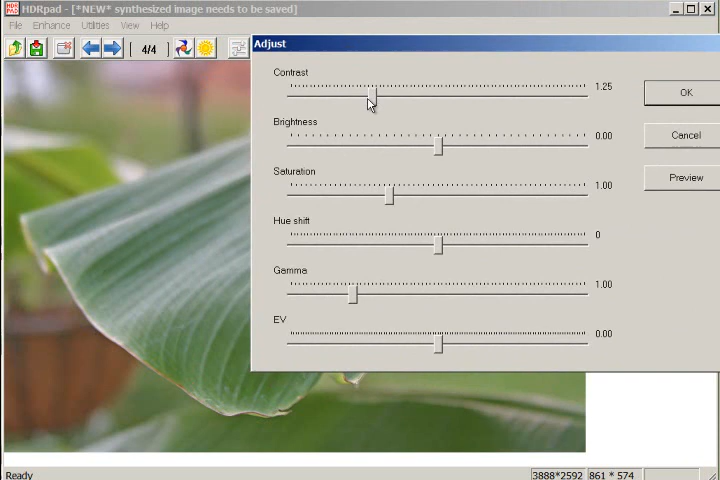 HDR PAD HDRpad - [*NEW* synthesized image needs to be saved]
File Enhance Utilities View Help
[ 4/4 ]
Adjust
Contrast
1.25
OK
Brightness
0.00
Cancel
Saturation
1.00
Preview
Hue shift
0
Gamma
1.00
EV
0.00
Ready 3888*2592 861 * 574